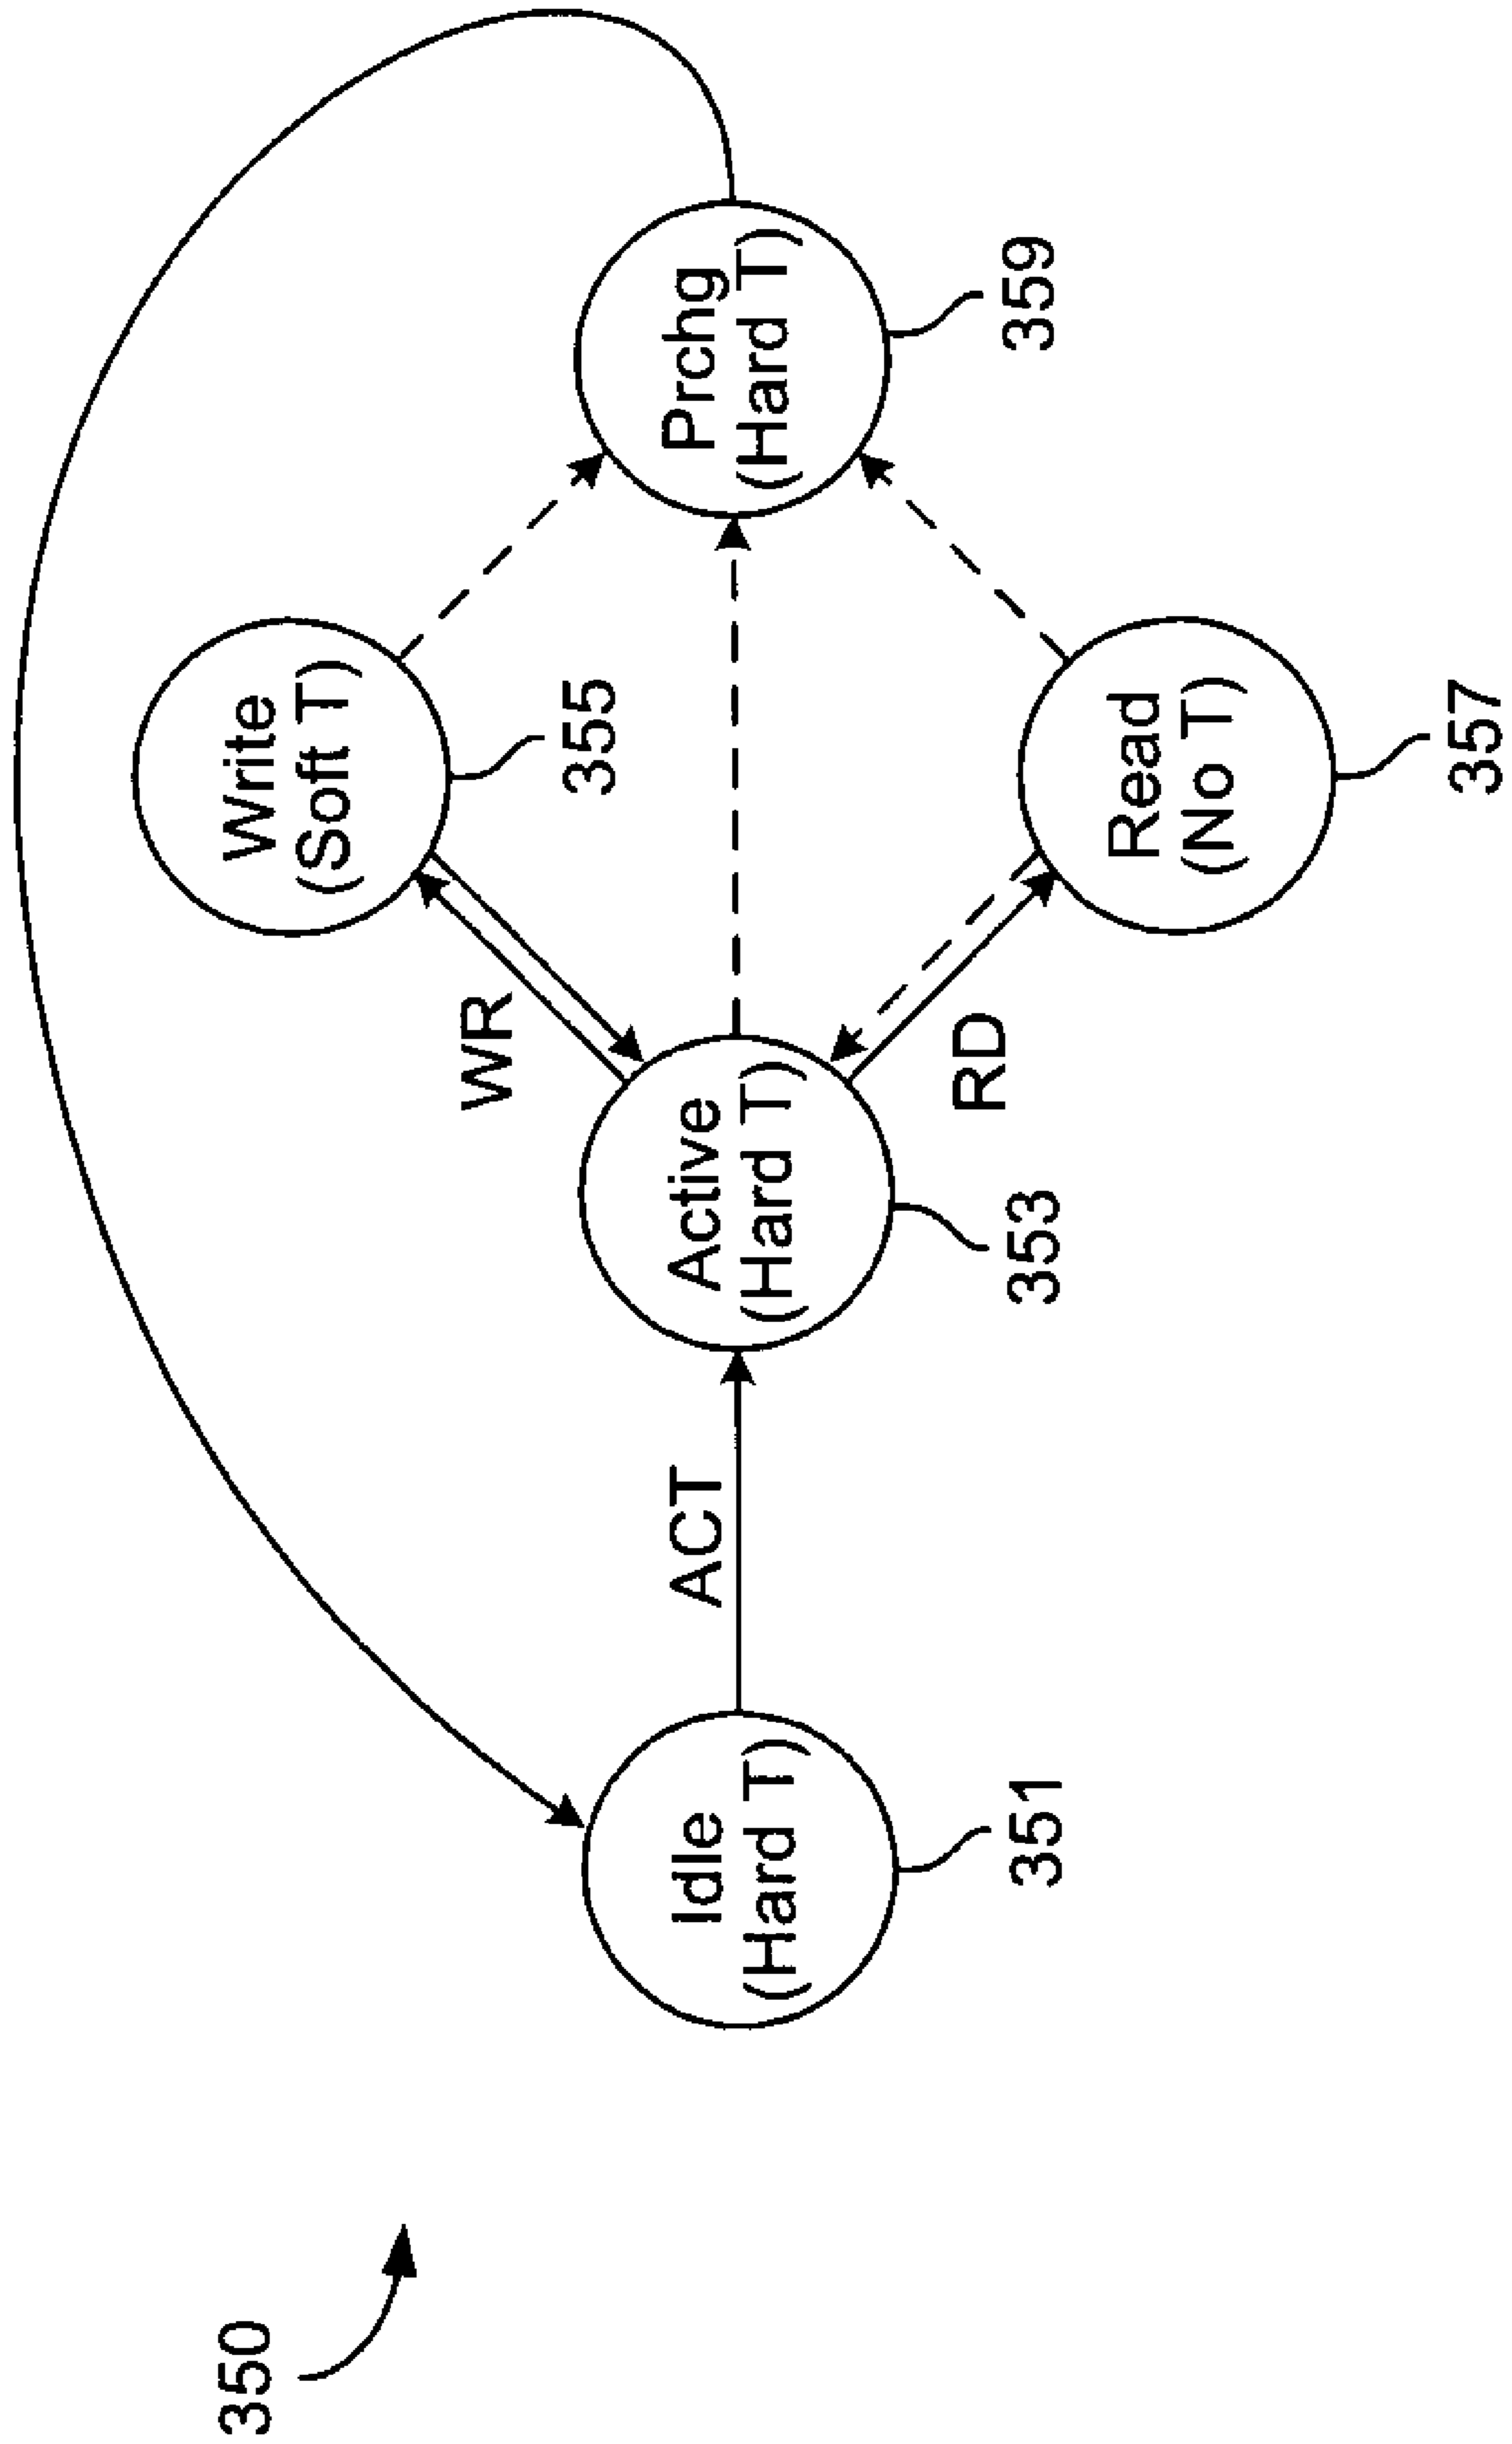 350
Write
(Soft T)
355
WR
Idle
(Hard T)
351
ACT
Active
(Hard T)
353
Prchg
(Hard T)
359
RD
Read
(No T)
357